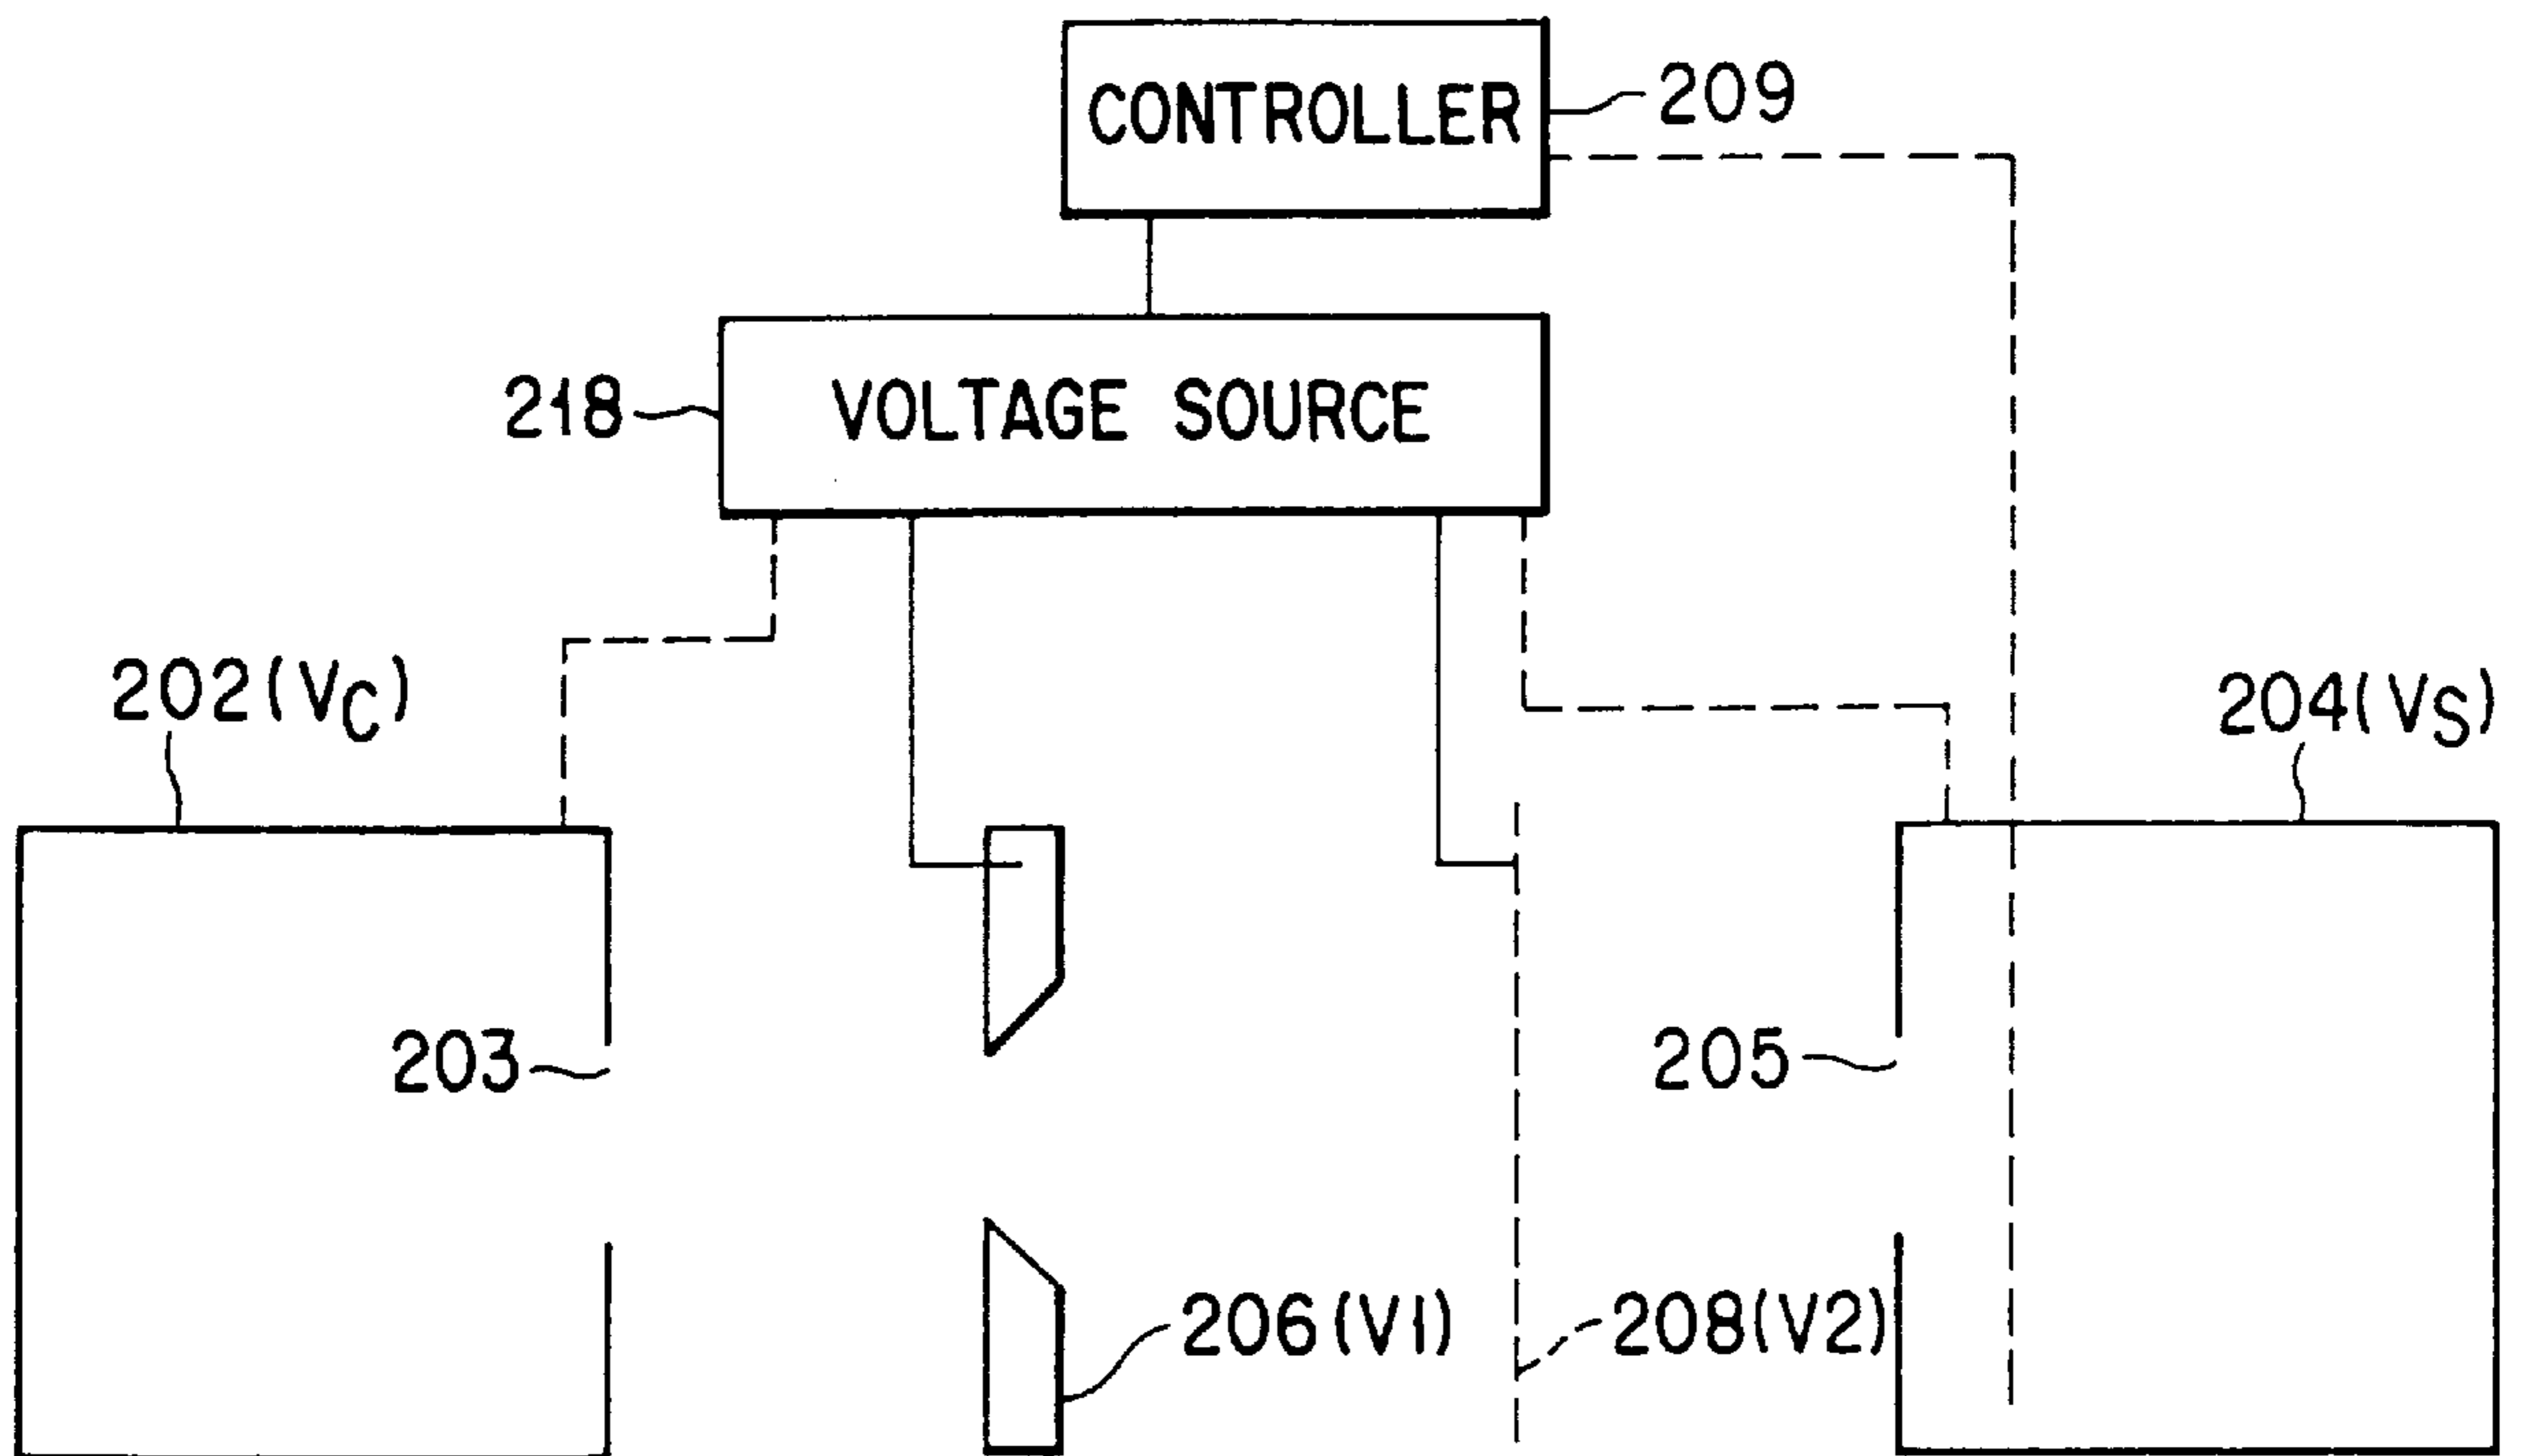 CONTROLLER
209
218
VOLTAGE SOURCE
202(VC)
204(VS)
203
205
206(V1)
208(V2)